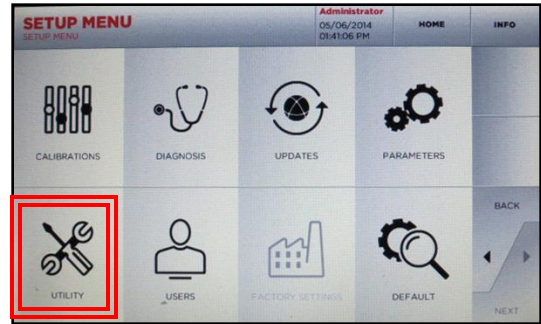 SETUP MENU
SETUP MENU
Administrator
05/06/2014
01:41:06 PM
HOME
INFO
CALIBRATIONS
DIAGNOSIS
UPDATES
PARAMETERS
BACK
UTILITY
USERS
FACTORY SETTINGS
DEFAULT
NEXT